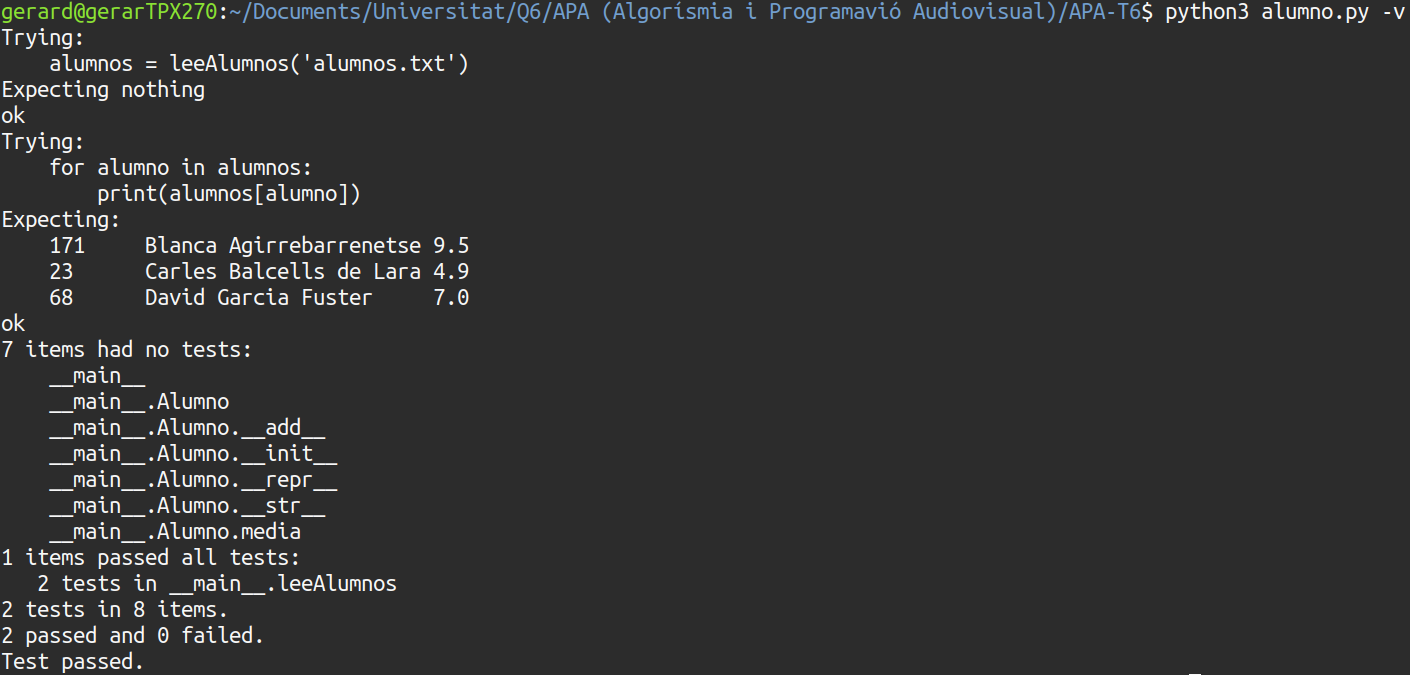 gerard@gerarTPX270:~/Documents/Universitat/Q6/APA (Algorísmia i Programavió Audiovisual)/APA-T6$ python3 alumno.py -v
Trying:
    alumnos = leeAlumnos('alumnos.txt')
Expecting nothing
ok
Trying:
    for alumno in alumnos:
        print(alumnos[alumno])
Expecting:
    171     Blanca Agirrebarrenetse 9.5
    23      Carles Balcells de Lara 4.9
    68      David Garcia Fuster     7.0
ok
7 items had no tests:
    __main__
    __main__.Alumno
    __main__.Alumno.__add__
    __main__.Alumno.__init__
    __main__.Alumno.__repr__
    __main__.Alumno.__str__
    __main__.Alumno.media
1 items passed all tests:
   2 tests in __main__.leeAlumnos
2 tests in 8 items.
2 passed and 0 failed.
Test passed.